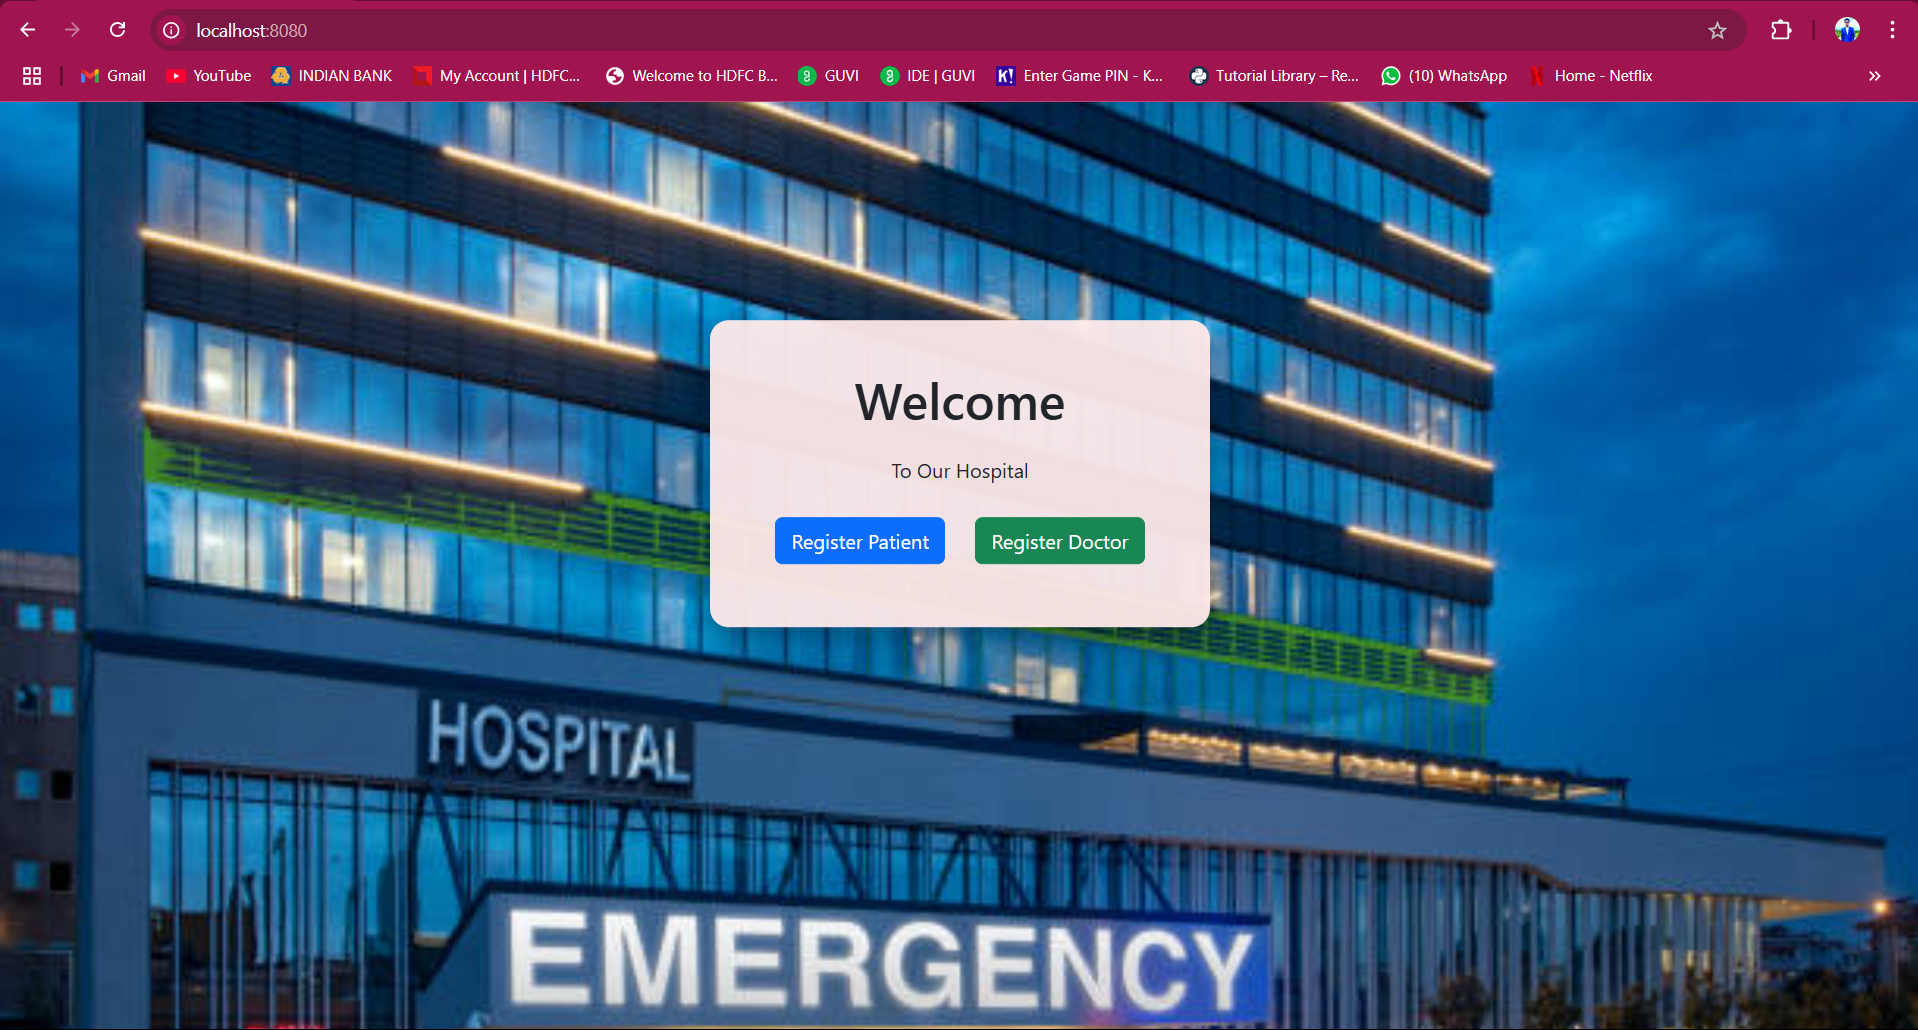 localhost:8080
Gmail YouTube INDIAN BANK My Account | HDFC... Welcome to HDFC B... GUVI IDE | GUVI K! Enter Game PIN - K... Tutorial Library – Re... (10) WhatsApp Home - Netflix
Welcome
To Our Hospital
Register Patient Register Doctor
HOSPITAL
EMERGENCY